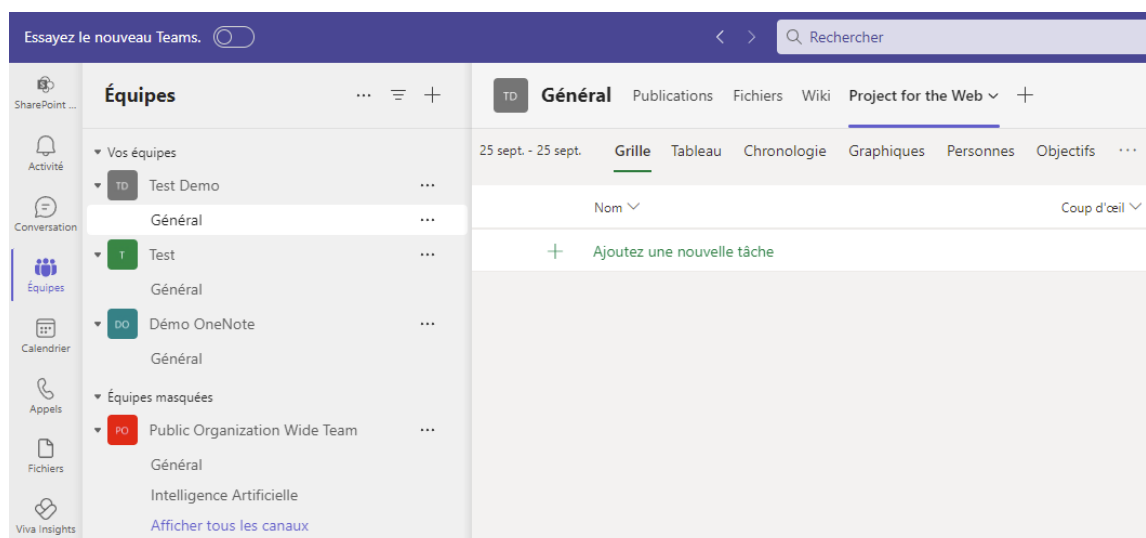 Essayez le nouveau Teams.
Rechercher
SharePoint ...
Activité
Conversation
Équipes
Calendrier
Appels
Fichiers
Viva Insights
Équipes
Vos équipes
TD Test Demo
Général
T Test
Général
DO Démo OneNote
Général
Équipes masquées
PO Public Organization Wide Team
Général
Intelligence Artificielle
Afficher tous les canaux
TD Général Publications Fichiers Wiki Project for the Web
25 sept. - 25 sept. Grille Tableau Chronologie Graphiques Personnes Objectifs
Nom Coup d'œil
Ajoutez une nouvelle tâche